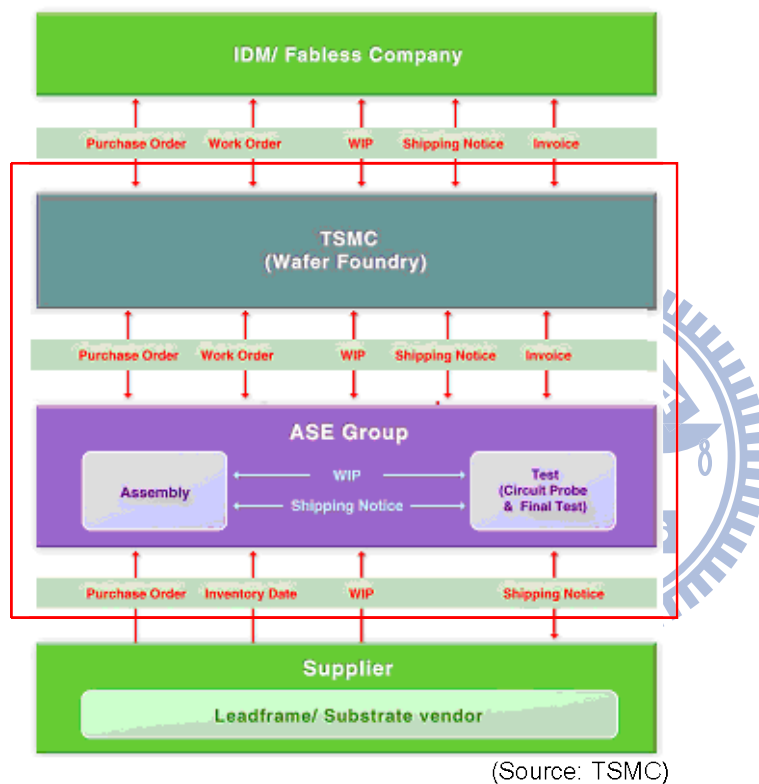 IDM/ Fabless Company
Purchase Order Work Order WIP Shipping Notice Invoice
TSMC
(Wafer Foundry)
Purchase Order Work Order WIP Shipping Notice Invoice
ASE Group
Assembly
WIP
Shipping Notice
Test
(Circuit Probe
& Final Test)
Purchase Order Inventory Date WIP Shipping Notice
Supplier
Leadframe/ Substrate vendor
(Source: TSMC)